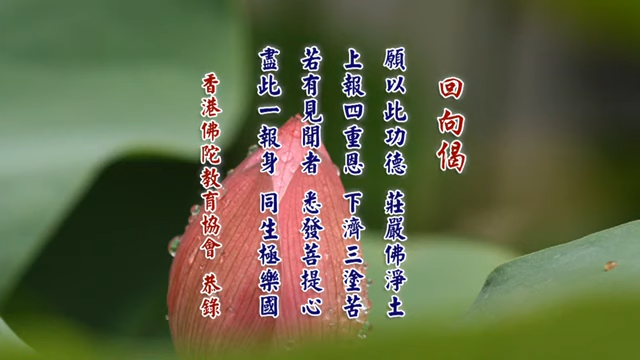 回向偈
願以此功德 莊嚴佛淨土
上報四重恩 下濟三塗苦
若有見聞者 悉發菩提心
盡此一報身 同生極樂國
香港佛陀教育協會 恭錄